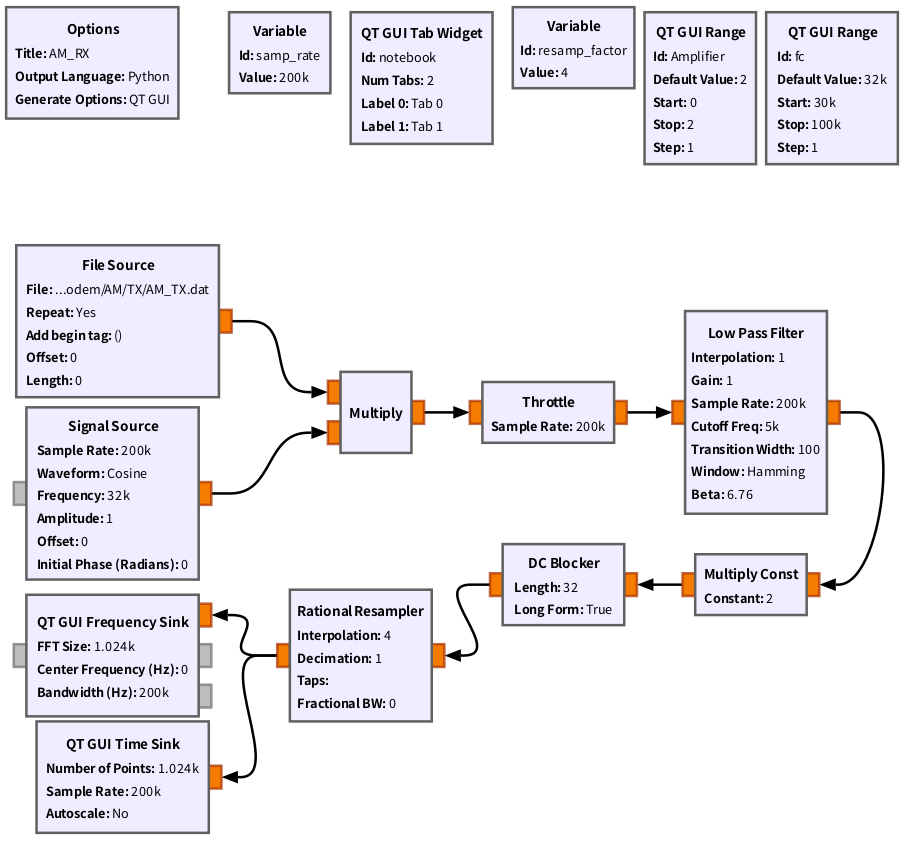 Options
Title: AM_RX
Output Language: Python
Generate Options: QT GUI
Variable
Id: samp_rate
Value: 200k
QT GUI Tab Widget
Id: notebook
Num Tabs: 2
Label 0: Tab 0
Label 1: Tab 1
Variable
Id: resamp_factor
Value: 4
QT GUI Range
Id: Amplifier
Default Value: 2
Start: 0
Stop: 2
Step: 1
QT GUI Range
Id: fc
Default Value: 32k
Start: 30k
Stop: 100k
Step: 1
File Source
File: ...odem/AM/TX/AM_TX.dat
Repeat: Yes
Add begin tag: ()
Offset: 0
Length: 0
Signal Source
Sample Rate: 200k
Waveform: Cosine
Frequency: 32k
Amplitude: 1
Offset: 0
Initial Phase (Radians): 0
Multiply
Throttle
Sample Rate: 200k
Low Pass Filter
Interpolation: 1
Gain: 1
Sample Rate: 200k
Cutoff Freq: 5k
Transition Width: 100
Window: Hamming
Beta: 6.76
Multiply Const
Constant: 2
DC Blocker
Length: 32
Long Form: True
Rational Resampler
Interpolation: 4
Decimation: 1
Taps:
Fractional BW: 0
QT GUI Frequency Sink
FFT Size: 1.024k
Center Frequency (Hz): 0
Bandwidth (Hz): 200k
QT GUI Time Sink
Number of Points: 1.024k
Sample Rate: 200k
Autoscale: No